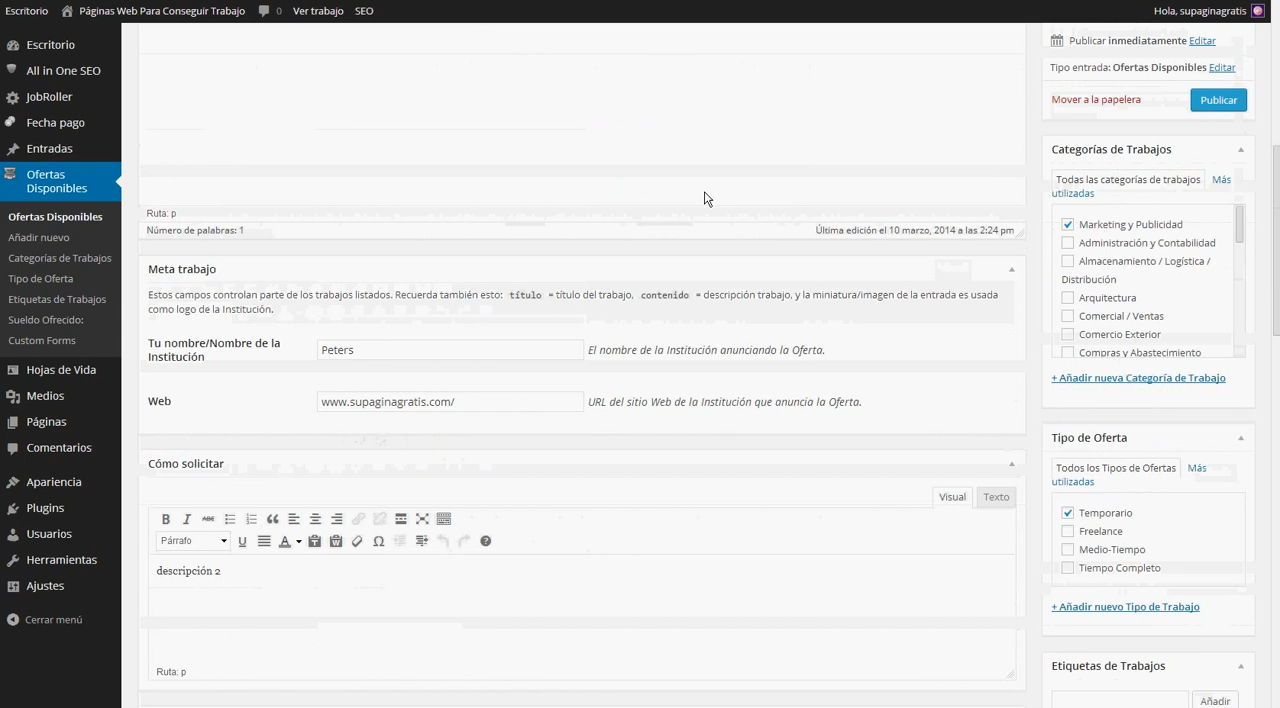 Escritorio Páginas Web Para Conseguir Trabajo 0 Ver trabajo SEO Hola, supaginagratis
Escritorio
All in One SEO
JobRoller
Fecha pago
Entradas
Ofertas
Disponibles
Ofertas Disponibles
Añadir nuevo
Categorías de Trabajos
Tipo de Oferta
Etiquetas de Trabajos
Sueldo Ofrecido:
Custom Forms
Hojas de Vida
Medios
Páginas
Comentarios
Apariencia
Plugins
Usuarios
Herramientas
Ajustes
Cerrar menú
Ruta: p
Número de palabras: 1 Última edición el 10 marzo, 2014 a las 2:24 pm
Meta trabajo
Estos campos controlan parte de los trabajos listados. Recuerda también esto: título = título del trabajo, contenido = descripción trabajo, y la miniatura/imagen de la entrada es usada
como logo de la Institución.
Tu nombre/Nombre de la
Institución
Peters El nombre de la Institución anunciando la Oferta.
Web www.supaginagratis.com/ URL del sitio Web de la Institución que anuncia la Oferta.
Cómo solicitar
Visual Texto
B I ABC
Párrafo U A T W Ω ?
descripción 2
Ruta: p
Publicar inmediatamente Editar
Tipo entrada: Ofertas Disponibles Editar
Mover a la papelera Publicar
Categorías de Trabajos
Todas las categorías de trabajos Más
utilizadas
Marketing y Publicidad
Administración y Contabilidad
Almacenamiento / Logística /
Distribución
Arquitectura
Comercial / Ventas
Comercio Exterior
Compras y Abastecimiento
+ Añadir nueva Categoría de Trabajo
Tipo de Oferta
Todos los Tipos de Ofertas Más
utilizadas
Temporario
Freelance
Medio-Tiempo
Tiempo Completo
+ Añadir nuevo Tipo de Trabajo
Etiquetas de Trabajos
Añadir